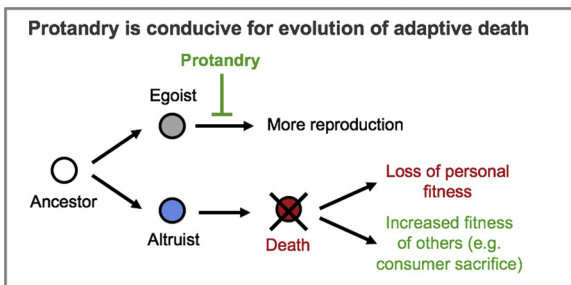 Protandry is conducive for evolution of adaptive death
Protandry
Egoist
More reproduction
Ancestor
Altruist
Death
Loss of personal
fitness
Increased fitness
of others (e.g.
consumer sacrifice)